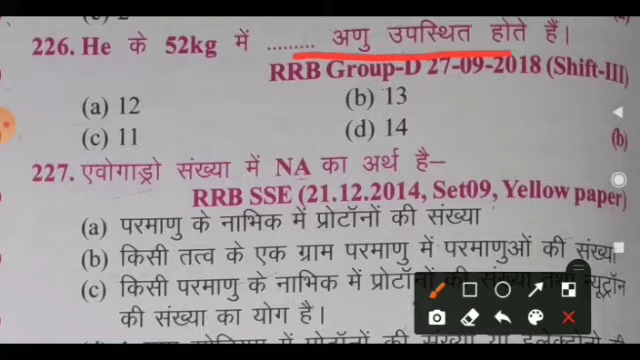 226. He के 52kg में ......... अणु उपस्थित होते हैं।
RRB Group-D 27-09-2018 (Shift-III)
(a) 12
(b) 13
(c) 11
(d) 14
(b)
227. एवोगाड्रो संख्या में NA का अर्थ है–
RRB SSE (21.12.2014, Set09, Yellow paper)
(a) परमाणु के नाभिक में प्रोटॉनों की संख्या
(b) किसी तत्व के एक ग्राम परमाणु में परमाणुओं की संख्या
(c) किसी परमाणु के नाभिक में प्रोटॉनों की संख्या तथा न्यूट्रॉन
की संख्या का योग है।